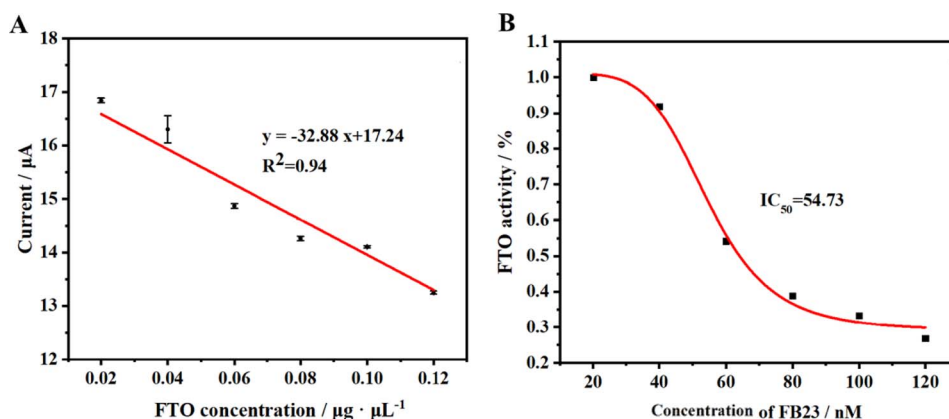 A
18
17
16
15
14
13
12
Current / μA
y = -32.88 x+17.24
R²=0.94
0.02 0.04 0.06 0.08 0.10 0.12
FTO concentration / μg · μL⁻¹
B
1.1
1.0
0.9
0.8
0.7
0.6
0.5
0.4
0.3
0.2
FTO activity / %
IC₅₀=54.73
20 40 60 80 100 120
Concentration of FB23 / nM